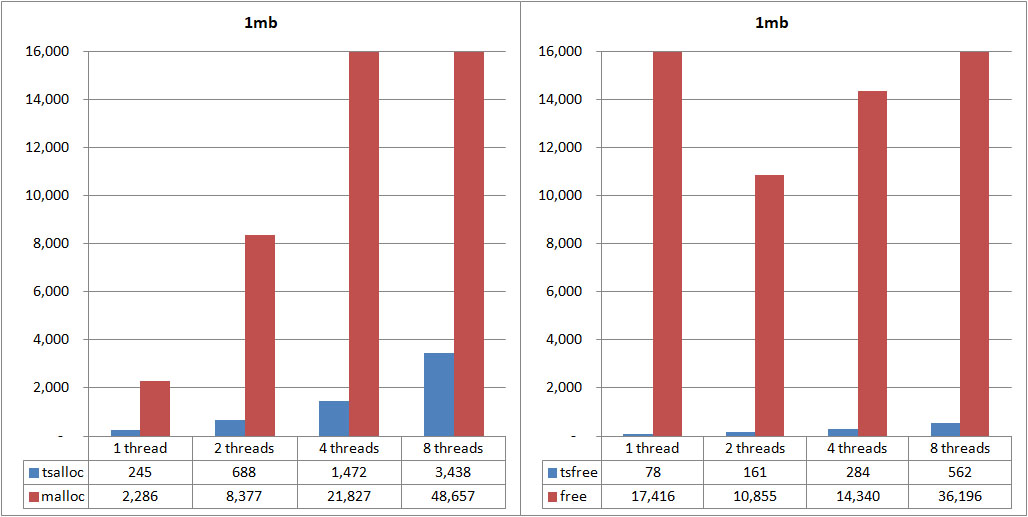 1mb
16,000
14,000
12,000
10,000
8,000
6,000
4,000
2,000
-
1 thread 2 threads 4 threads 8 threads
tsalloc 245 688 1,472 3,438
malloc 2,286 8,377 21,827 48,657
1mb
16,000
14,000
12,000
10,000
8,000
6,000
4,000
2,000
-
1 thread 2 threads 4 threads 8 threads
tsfree 78 161 284 562
free 17,416 10,855 14,340 36,196